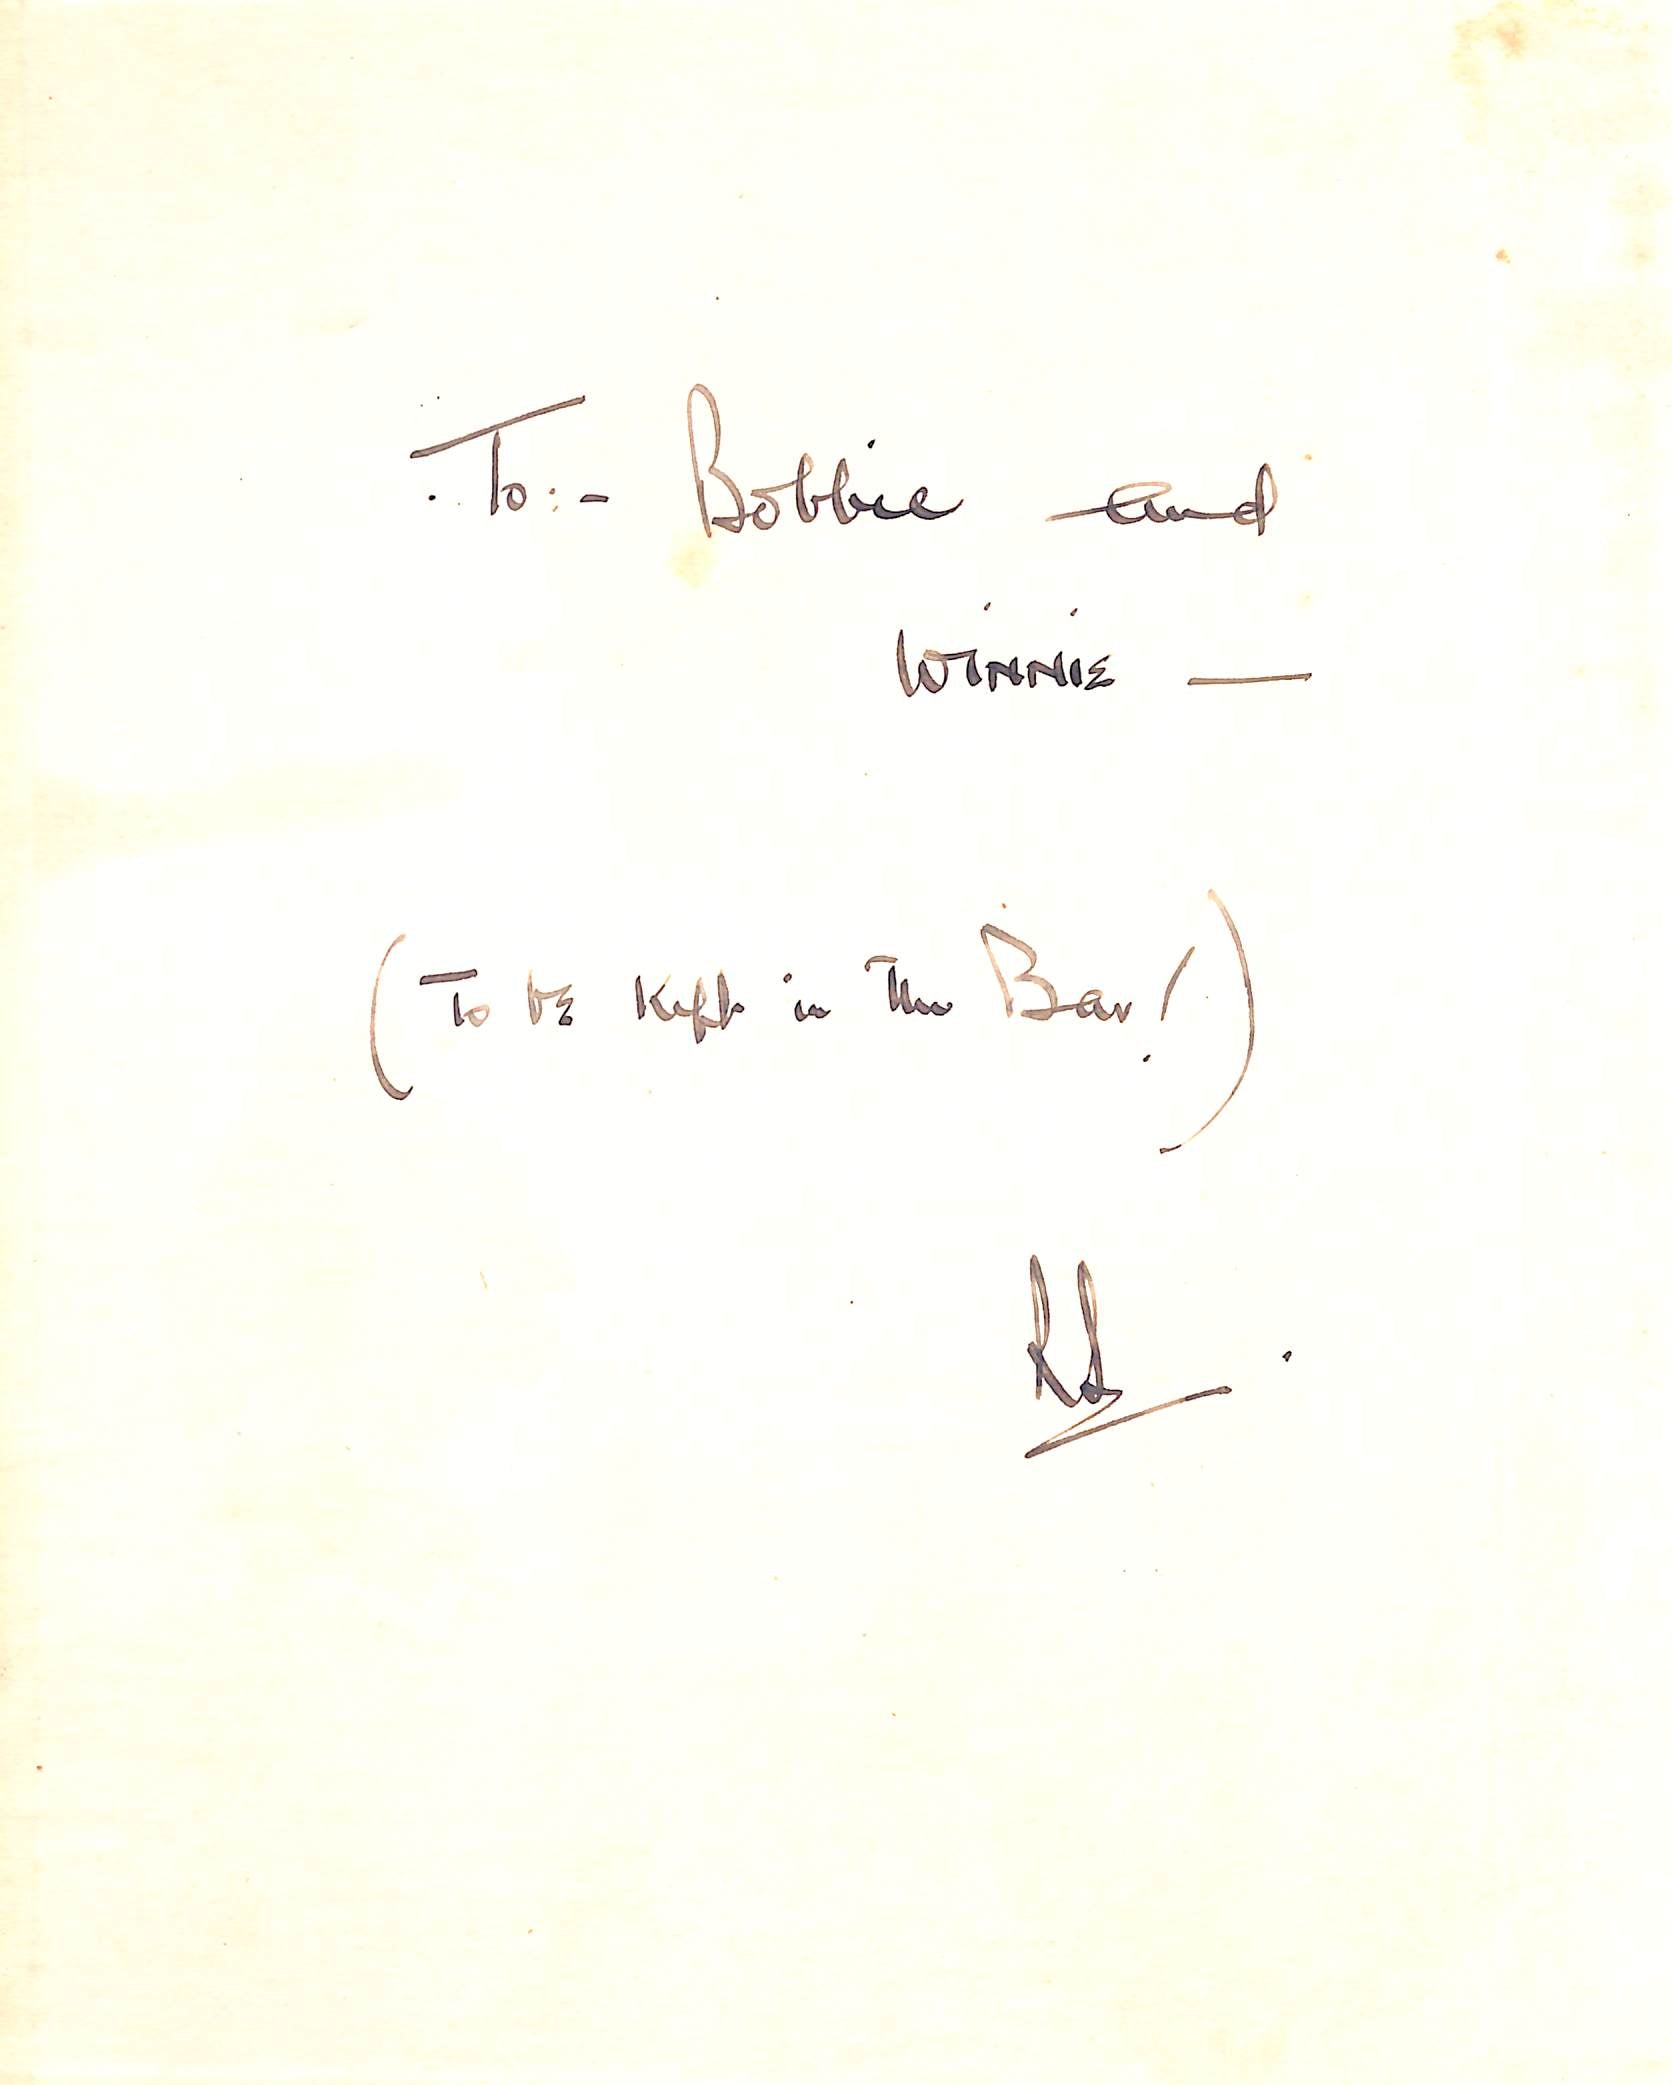 To:- Bobbie and
WINNIE —
(To be Kept in The Bar!)